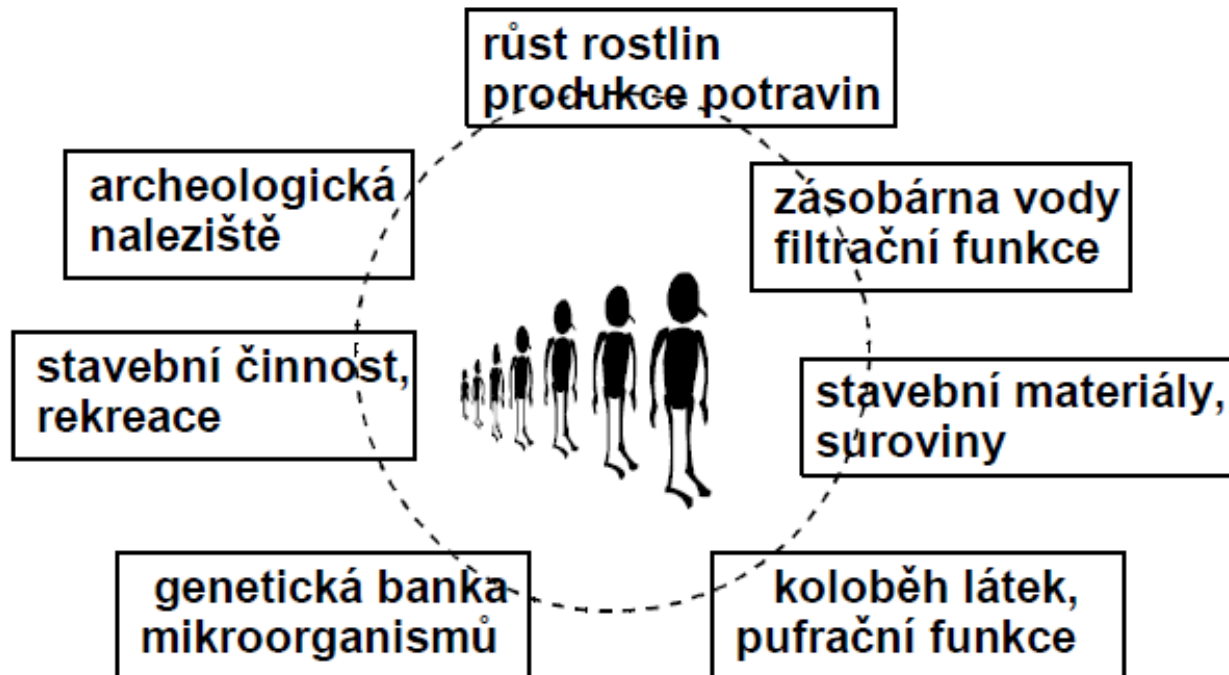 růst rostlin
produkce potravin
archeologická
naleziště
zásobárna vody
filtrační funkce
stavební činnost,
rekreace
stavební materiály,
suroviny
genetická banka
mikroorganismů
koloběh látek,
pufrační funkce